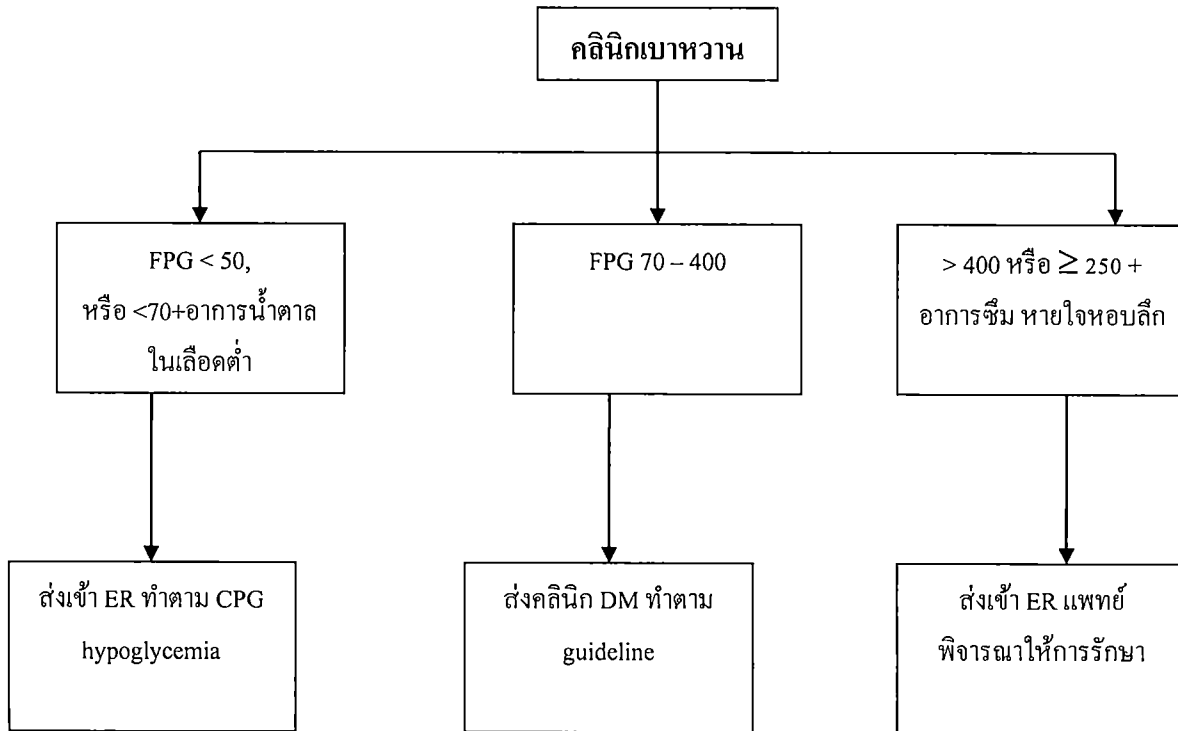 คลินิกเบาหวาน
FPG < 50,
หรือ <70+อาการน้ำตาล
ในเลือดต่ำ
FPG 70 – 400
> 400 หรือ ≥ 250 +
อาการซึม หายใจหอบลึก
ส่งเข้า ER ทำตาม CPG
hypoglycemia
ส่งคลินิก DM ทำตาม
guideline
ส่งเข้า ER แพทย์
พิจารณาให้การรักษา